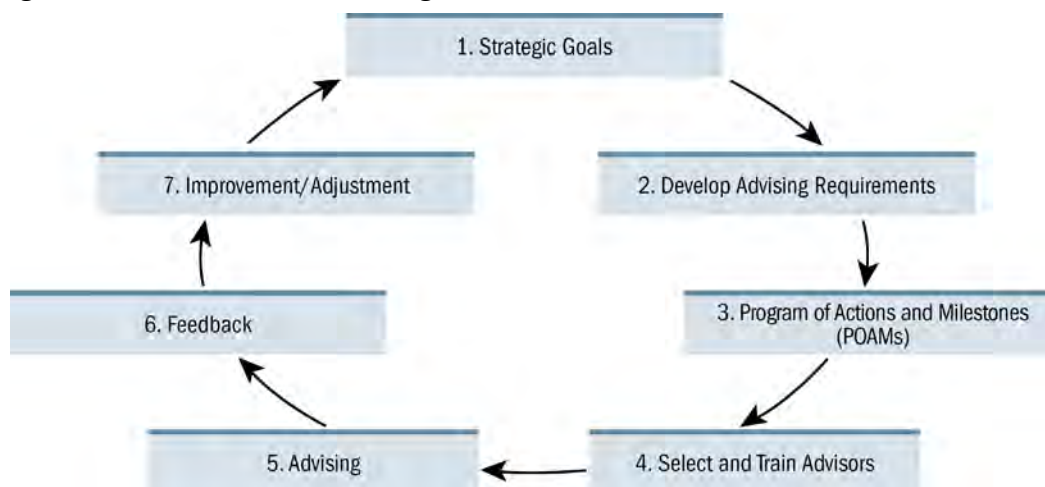 1. Strategic Goals
2. Develop Advising Requirements
3. Program of Actions and Milestones
(POAMs)
4. Select and Train Advisors
5. Advising
6. Feedback
7. Improvement/Adjustment